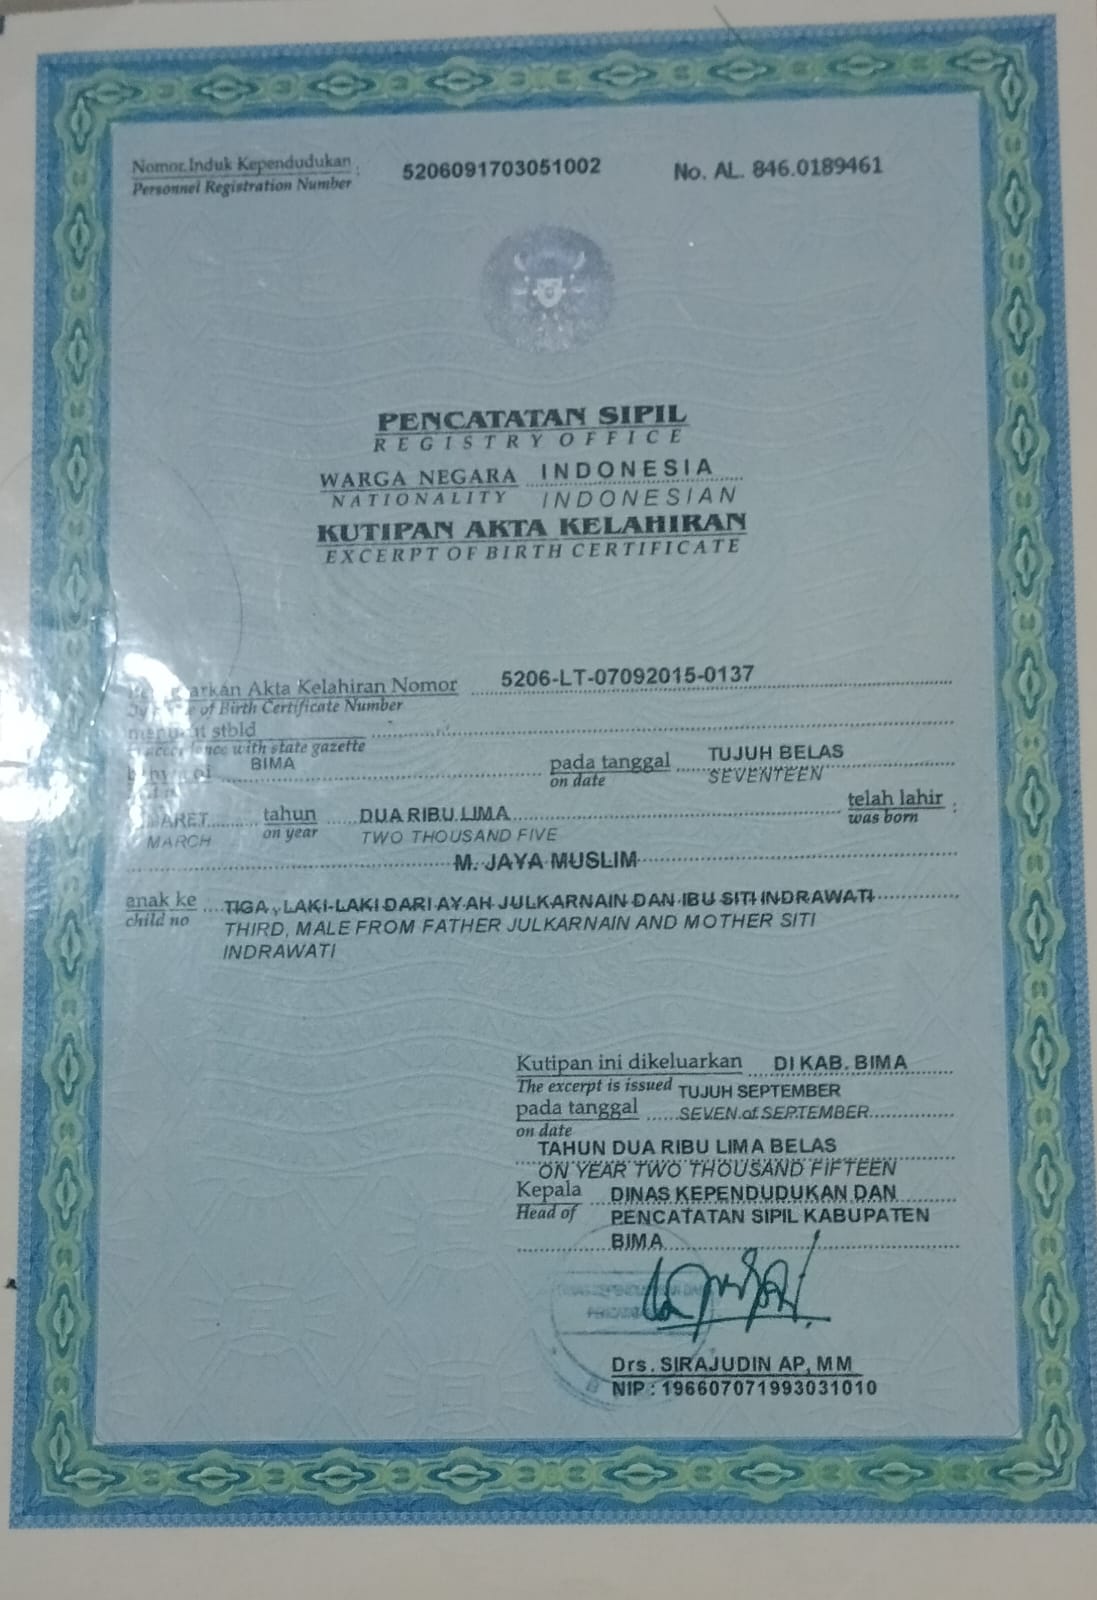 Nomor Induk Kependudukan : 5206091703051002 No. AL. 846.0189461
Personnel Registration Number
PENCATATAN SIPIL
REGISTRY OFFICE
WARGA NEGARA INDONESIA
NATIONALITY INDONESIAN
KUTIPAN AKTA KELAHIRAN
EXCERPT OF BIRTH CERTIFICATE
Akta Kelahiran Nomor 5206-LT-07092015-0137
of Birth Certificate Number
stbld
with state gazette
BIMA pada tanggal TUJUH BELAS
on date SEVENTEEN
MARET tahun DUA RIBU LIMA telah lahir :
MARCH on year TWO THOUSAND FIVE was born
M. JAYA MUSLIM
anak ke TIGA, LAKI-LAKI DARI AYAH JULKARNAIN DAN IBU SITI INDRAWATI
child no THIRD, MALE FROM FATHER JULKARNAIN AND MOTHER SITI
INDRAWATI
Kutipan ini dikeluarkan DI KAB. BIMA
The excerpt is issued TUJUH SEPTEMBER
pada tanggal SEVEN of SEPTEMBER
on date
TAHUN DUA RIBU LIMA BELAS
ON YEAR TWO THOUSAND FIFTEEN
Kepala DINAS KEPENDUDUKAN DAN
Head of PENCATATAN SIPIL KABUPATEN
BIMA
Drs. SIRAJUDIN AP, MM
NIP : 196607071993031010